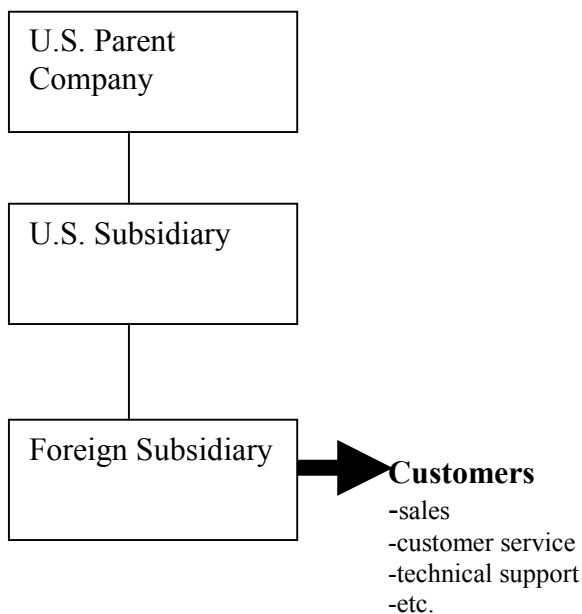 U.S. Parent
Company
U.S. Subsidiary
Foreign Subsidiary
Customers
-sales
-customer service
-technical support
-etc.